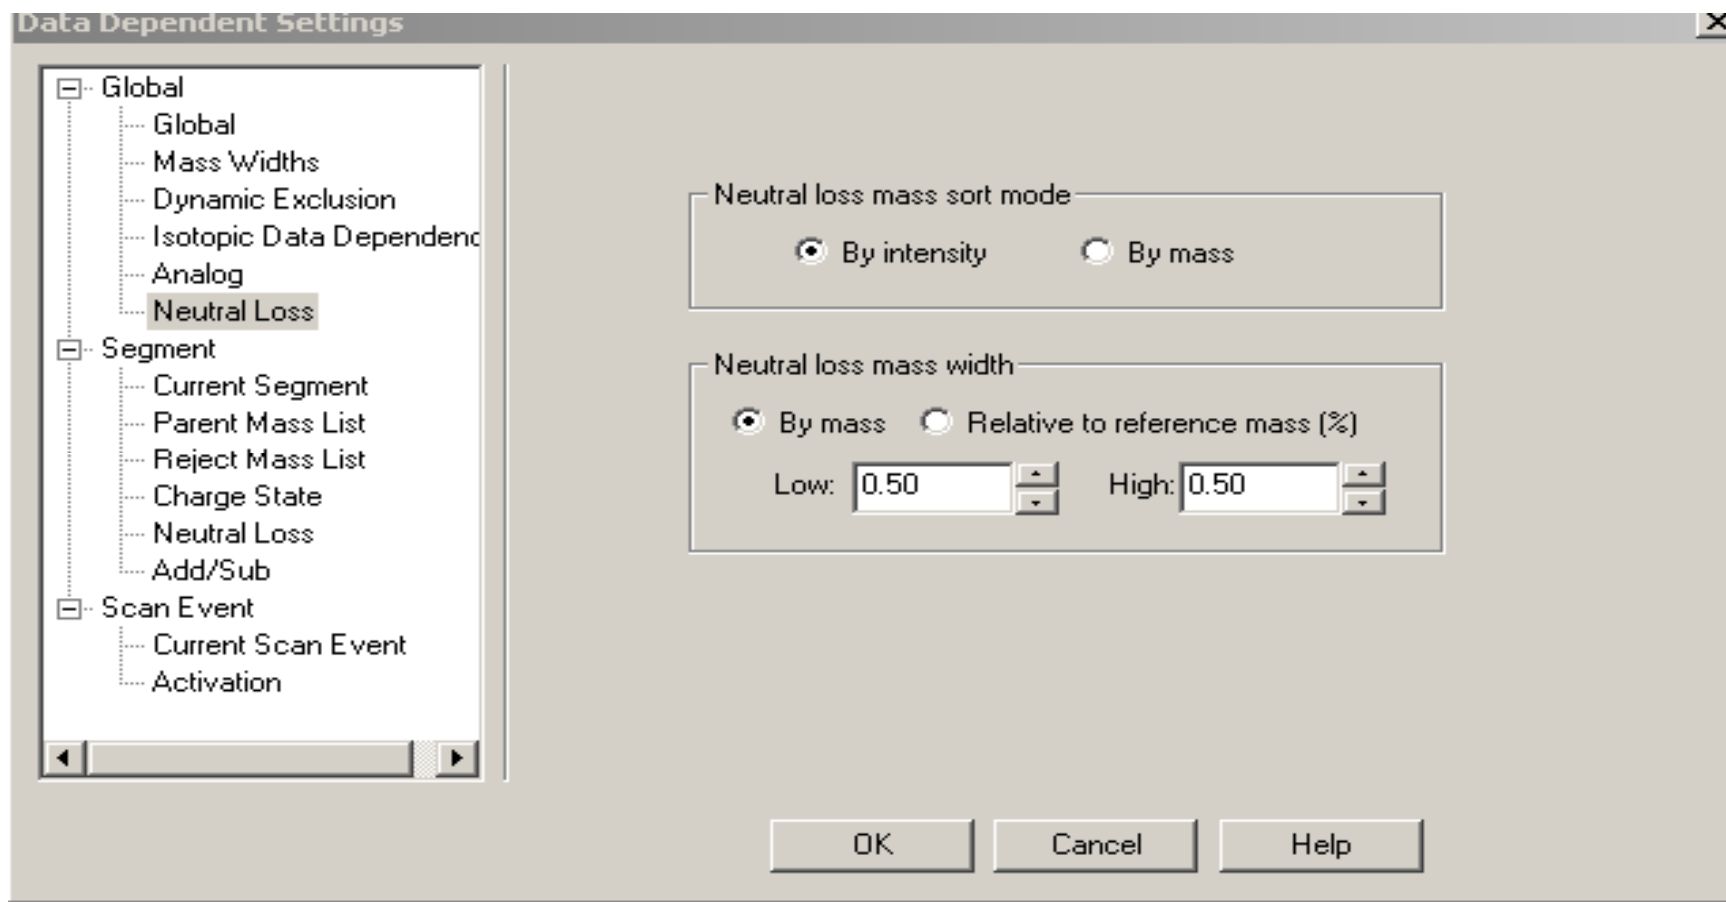 Data Dependent Settings
Global
Global
Mass Widths
Dynamic Exclusion
Isotopic Data Dependenc
Analog
Neutral Loss
Segment
Current Segment
Parent Mass List
Reject Mass List
Charge State
Neutral Loss
Add/Sub
Scan Event
Current Scan Event
Activation
Neutral loss mass sort mode
By intensity By mass
Neutral loss mass width
By mass Relative to reference mass (%)
Low: 0.50 High: 0.50
OK Cancel Help